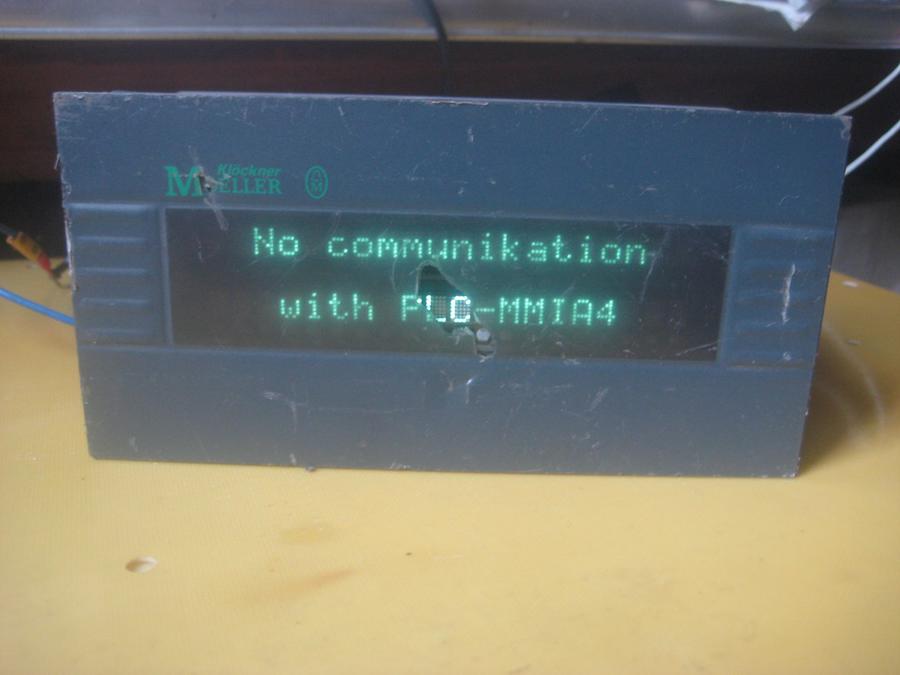 Klöckner
MOELLER
No communikation
with PLC-MMIA4